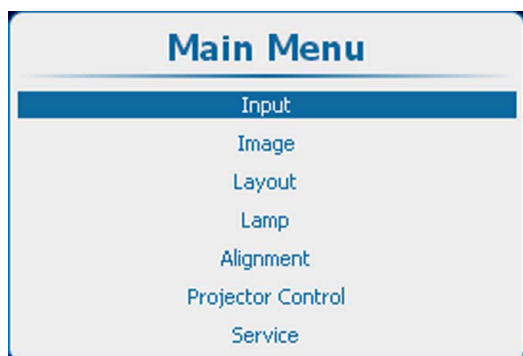 Main Menu
Input
Image
Layout
Lamp
Alignment
Projector Control
Service